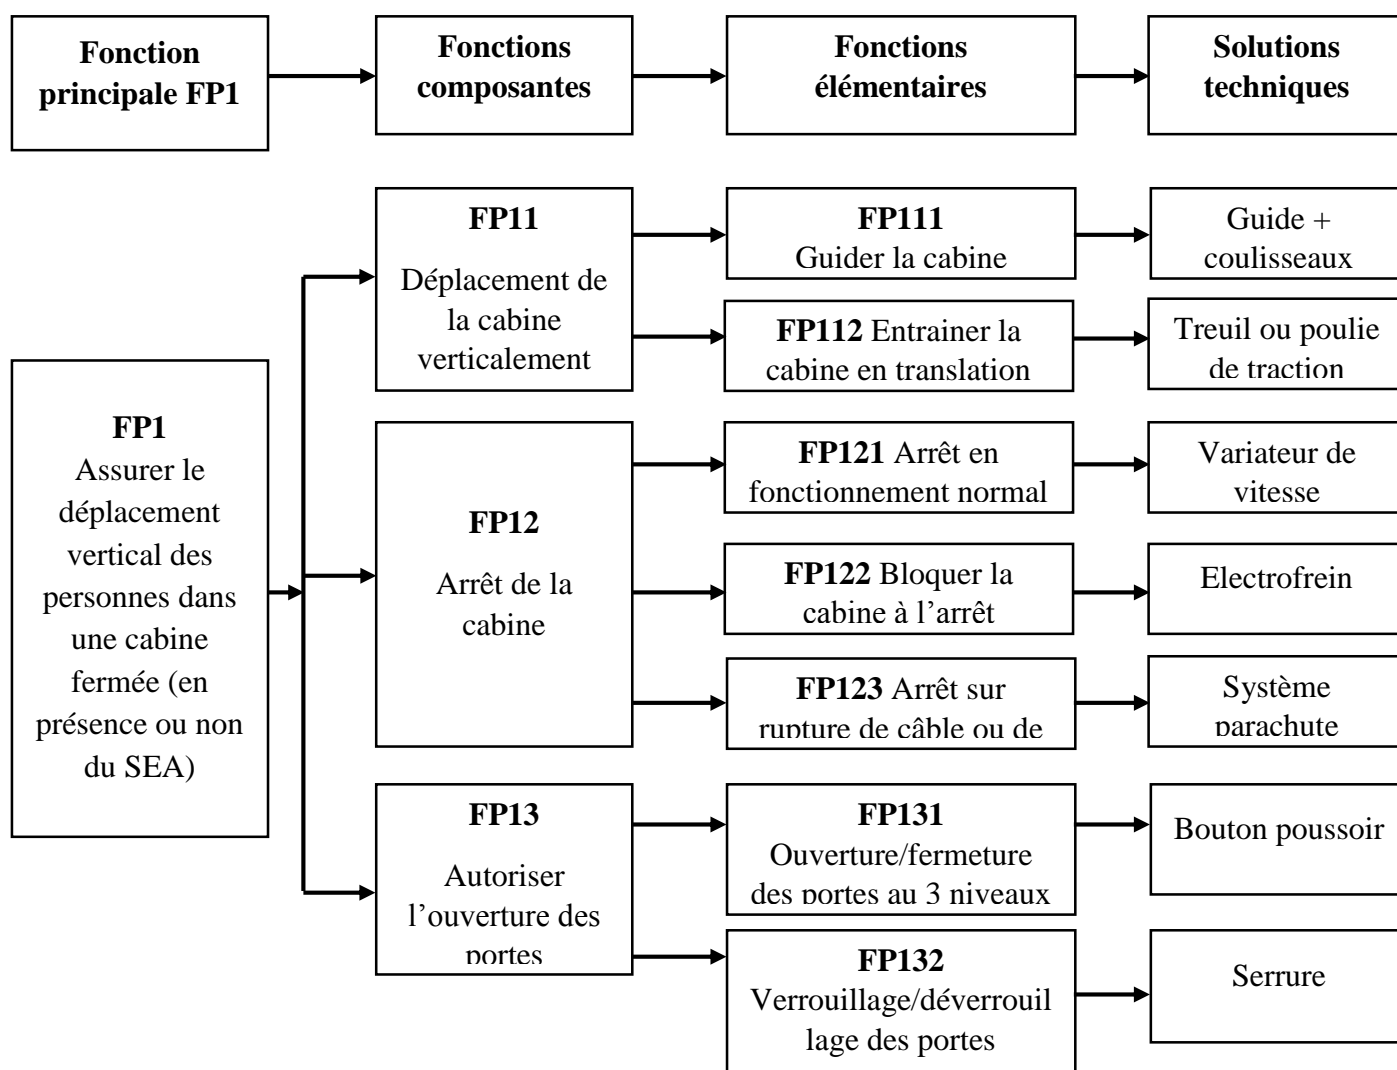 Fonction
principale FP1
Fonctions
composantes
Fonctions
élémentaires
Solutions
techniques
FP1
Assurer le
déplacement
vertical des
personnes dans
une cabine
fermée (en
présence ou non
du SEA)
FP11
Déplacement de
la cabine
verticalement
FP111
Guider la cabine
Guide +
coulisseaux
FP112 Entrainer la
cabine en translation
Treuil ou poulie
de traction
FP12
Arrêt de la
cabine
FP121 Arrêt en
fonctionnement normal
Variateur de
vitesse
FP122 Bloquer la
cabine à l’arrêt
Electrofrein
FP123 Arrêt sur
rupture de câble ou de
Système
parachute
FP13
Autoriser
l’ouverture des
portes
FP131
Ouverture/fermeture
des portes au 3 niveaux
Bouton poussoir
FP132
Verrouillage/déverrouil
lage des portes
Serrure